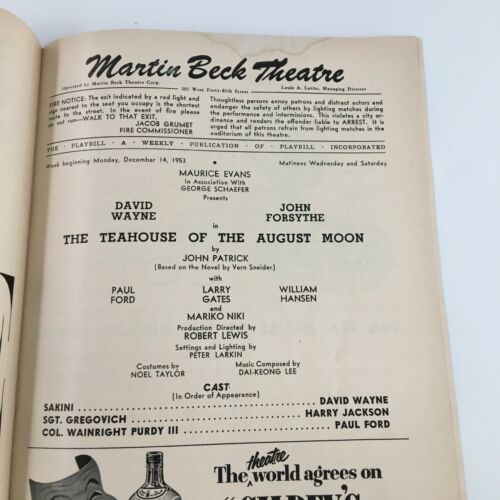 Martin Beck Theatre
Operated by Martin Beck Theatre Corp. 302 West Forty-fifth Street Louis A. Lotito, Managing Director
FIRE NOTICE: The exit indicated by a red light and
sign nearest to the seat you occupy is the shortest
route to the street. In the event of fire please
do not run—WALK TO THAT EXIT.
JACOB GRUMET
FIRE COMMISSIONER
Thoughtless persons annoy patrons and distract actors and
endanger the safety of others by lighting matches during
the performance and intermissions. This violates a city or-
dinance and renders the offender liable to ARREST. It is
urged that all patrons refrain from lighting matches in the
auditorium of this theatre.
THE · PLAYBILL · A · WEEKLY · PUBLICATION · OF · PLAYBILL · INCORPORATED
Week beginning Monday, December 14, 1953 Matinees Wednesday and Saturday
MAURICE EVANS
In Association With
GEORGE SCHAEFER
Presents
DAVID JOHN
WAYNE FORSYTHE
in
THE TEAHOUSE OF THE AUGUST MOON
by
JOHN PATRICK
(Based on the Novel by Vern Sneider)
with
PAUL LARRY WILLIAM
FORD GATES HANSEN
and
MARIKO NIKI
Production Directed by
ROBERT LEWIS
Settings and Lighting by
PETER LARKIN
Costumes by Music Composed by
NOEL TAYLOR DAI-KEONG LEE
CAST
(In Order of Appearance)
SAKINI DAVID WAYNE
SGT. GREGOVICH HARRY JACKSON
COL. WAINRIGHT PURDY III PAUL FORD
theatre
The world agrees on